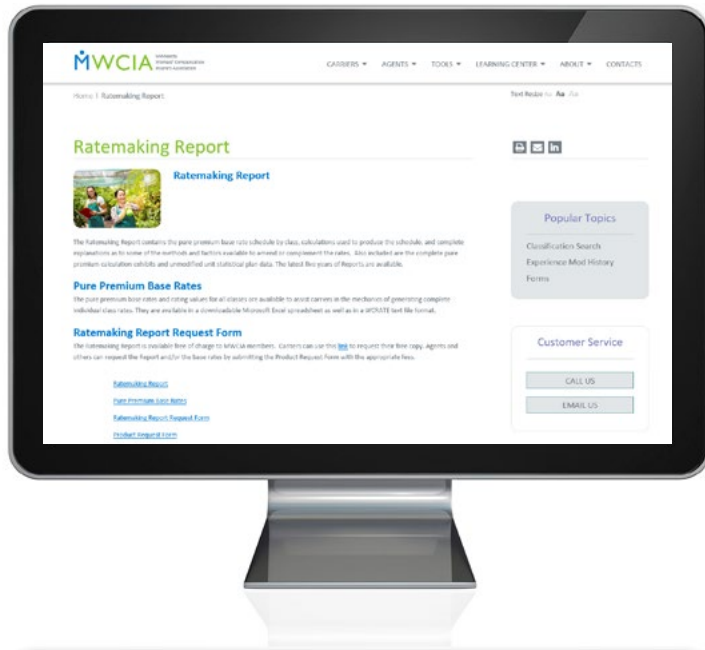 MWCIA Minnesota Workers' Compensation Insurers Association
CARRIERS AGENTS TOOLS LEARNING CENTER ABOUT CONTACTS
Home | Ratemaking Report
Text Resize Aa Aa
Ratemaking Report
Ratemaking Report
The Ratemaking Report contains the pure premium base rate schedule by class, calculations used to produce the schedule, and complete
explanations as to some of the methods and factors available to amend or complement the rates. Also included are the complete pure
premium calculation exhibits and unmodified unit statistical plan data. The latest five years of Reports are available.
Pure Premium Base Rates
The pure premium base rates and rating values for all classes are available to assist carriers in the mechanics of generating complete
individual class rates. They are available in a downloadable Microsoft Excel spreadsheet as well as in a WCRATE text file format.
Ratemaking Report Request Form
The Ratemaking Report is available free of charge to MWCIA members. Carriers can use this link to request their free copy. Agents and
others can request the Report and/or the base rates by submitting the Product Request Form with the appropriate fees.
Ratemaking Report
Pure Premium Base Rates
Ratemaking Report Request Form
Product Request Form
in
Popular Topics
Classification Search
Experience Mod History
Forms
Customer Service
CALL US
EMAIL US